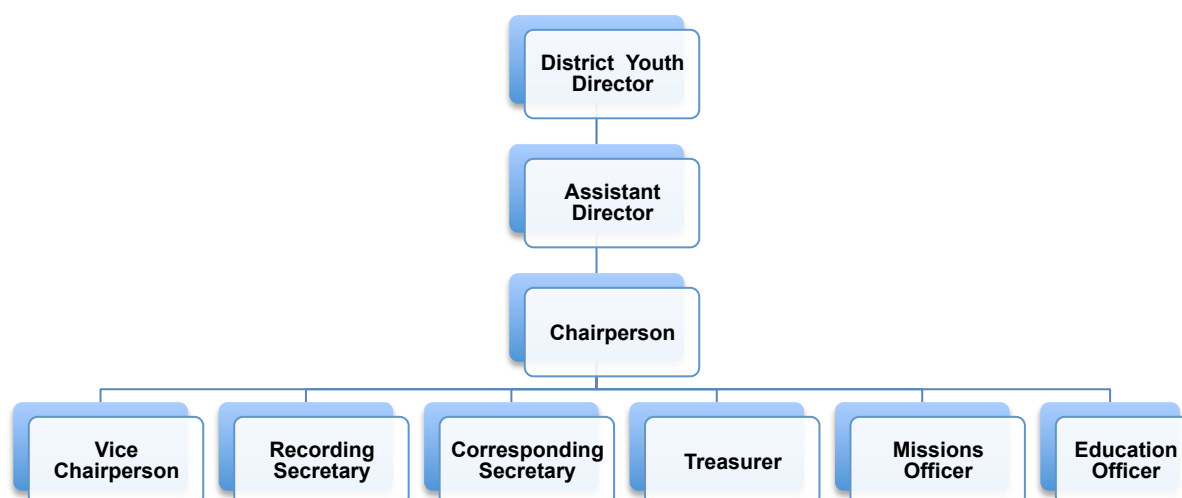 District Youth
Director
Assistant
Director
Chairperson
Vice
Chairperson
Recording
Secretary
Corresponding
Secretary
Treasurer
Missions
Officer
Education
Officer